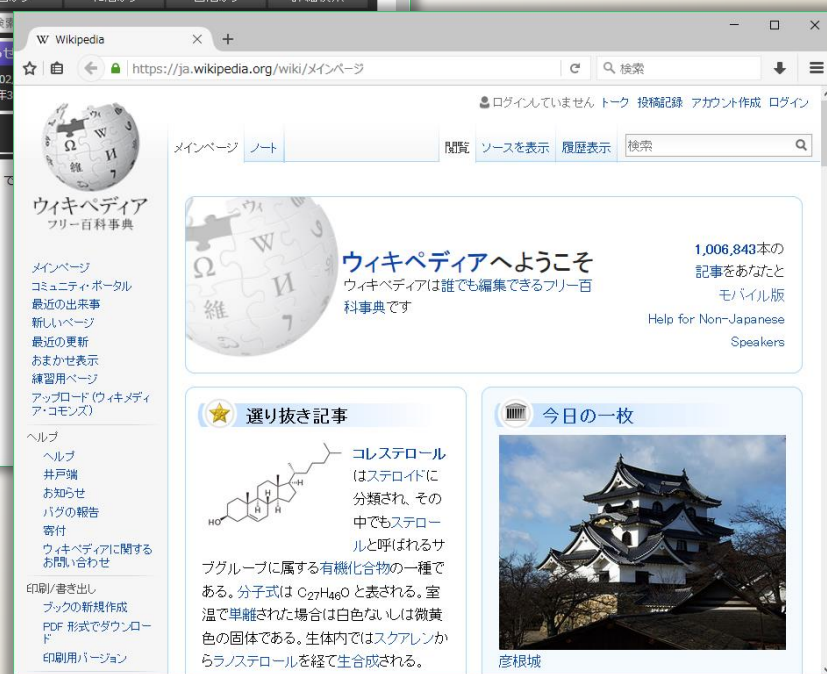 Wikipedia
https://ja.wikipedia.org/wiki/メインページ
検索
ログインしていません トーク 投稿記録 アカウント作成 ログイン
メインページ ノート 閲覧 ソースを表示 履歴表示 検索
ウィキペディア
フリー百科事典
メインページ
コミュニティ・ポータル
最近の出来事
新しいページ
最近の更新
おまかせ表示
練習用ページ
アップロード (ウィキメディ
ア・コモンズ)
ヘルプ
ヘルプ
井戸端
お知らせ
バグの報告
寄付
ウィキペディアに関する
お問い合わせ
印刷/書き出し
ブックの新規作成
PDF 形式でダウンロー
ド
印刷用バージョン
ウィキペディアへようこそ
ウィキペディアは誰でも編集できるフリー百
科事典です
1,006,843本の
記事をあなたと
モバイル版
Help for Non-Japanese
Speakers
選り抜き記事
コレステロール
はステロイドに
分類され、その
中でもステロー
ルと呼ばれるサ
ブグループに属する有機化合物の一種で
ある。分子式は C₂₇H₄₆O と表される。室
温で単離された場合は白色ないしは微黄
色の固体である。生体内ではスクアレンか
らラノステロールを経て生合成される。
HO
H
H
H
今日の一枚
彦根城